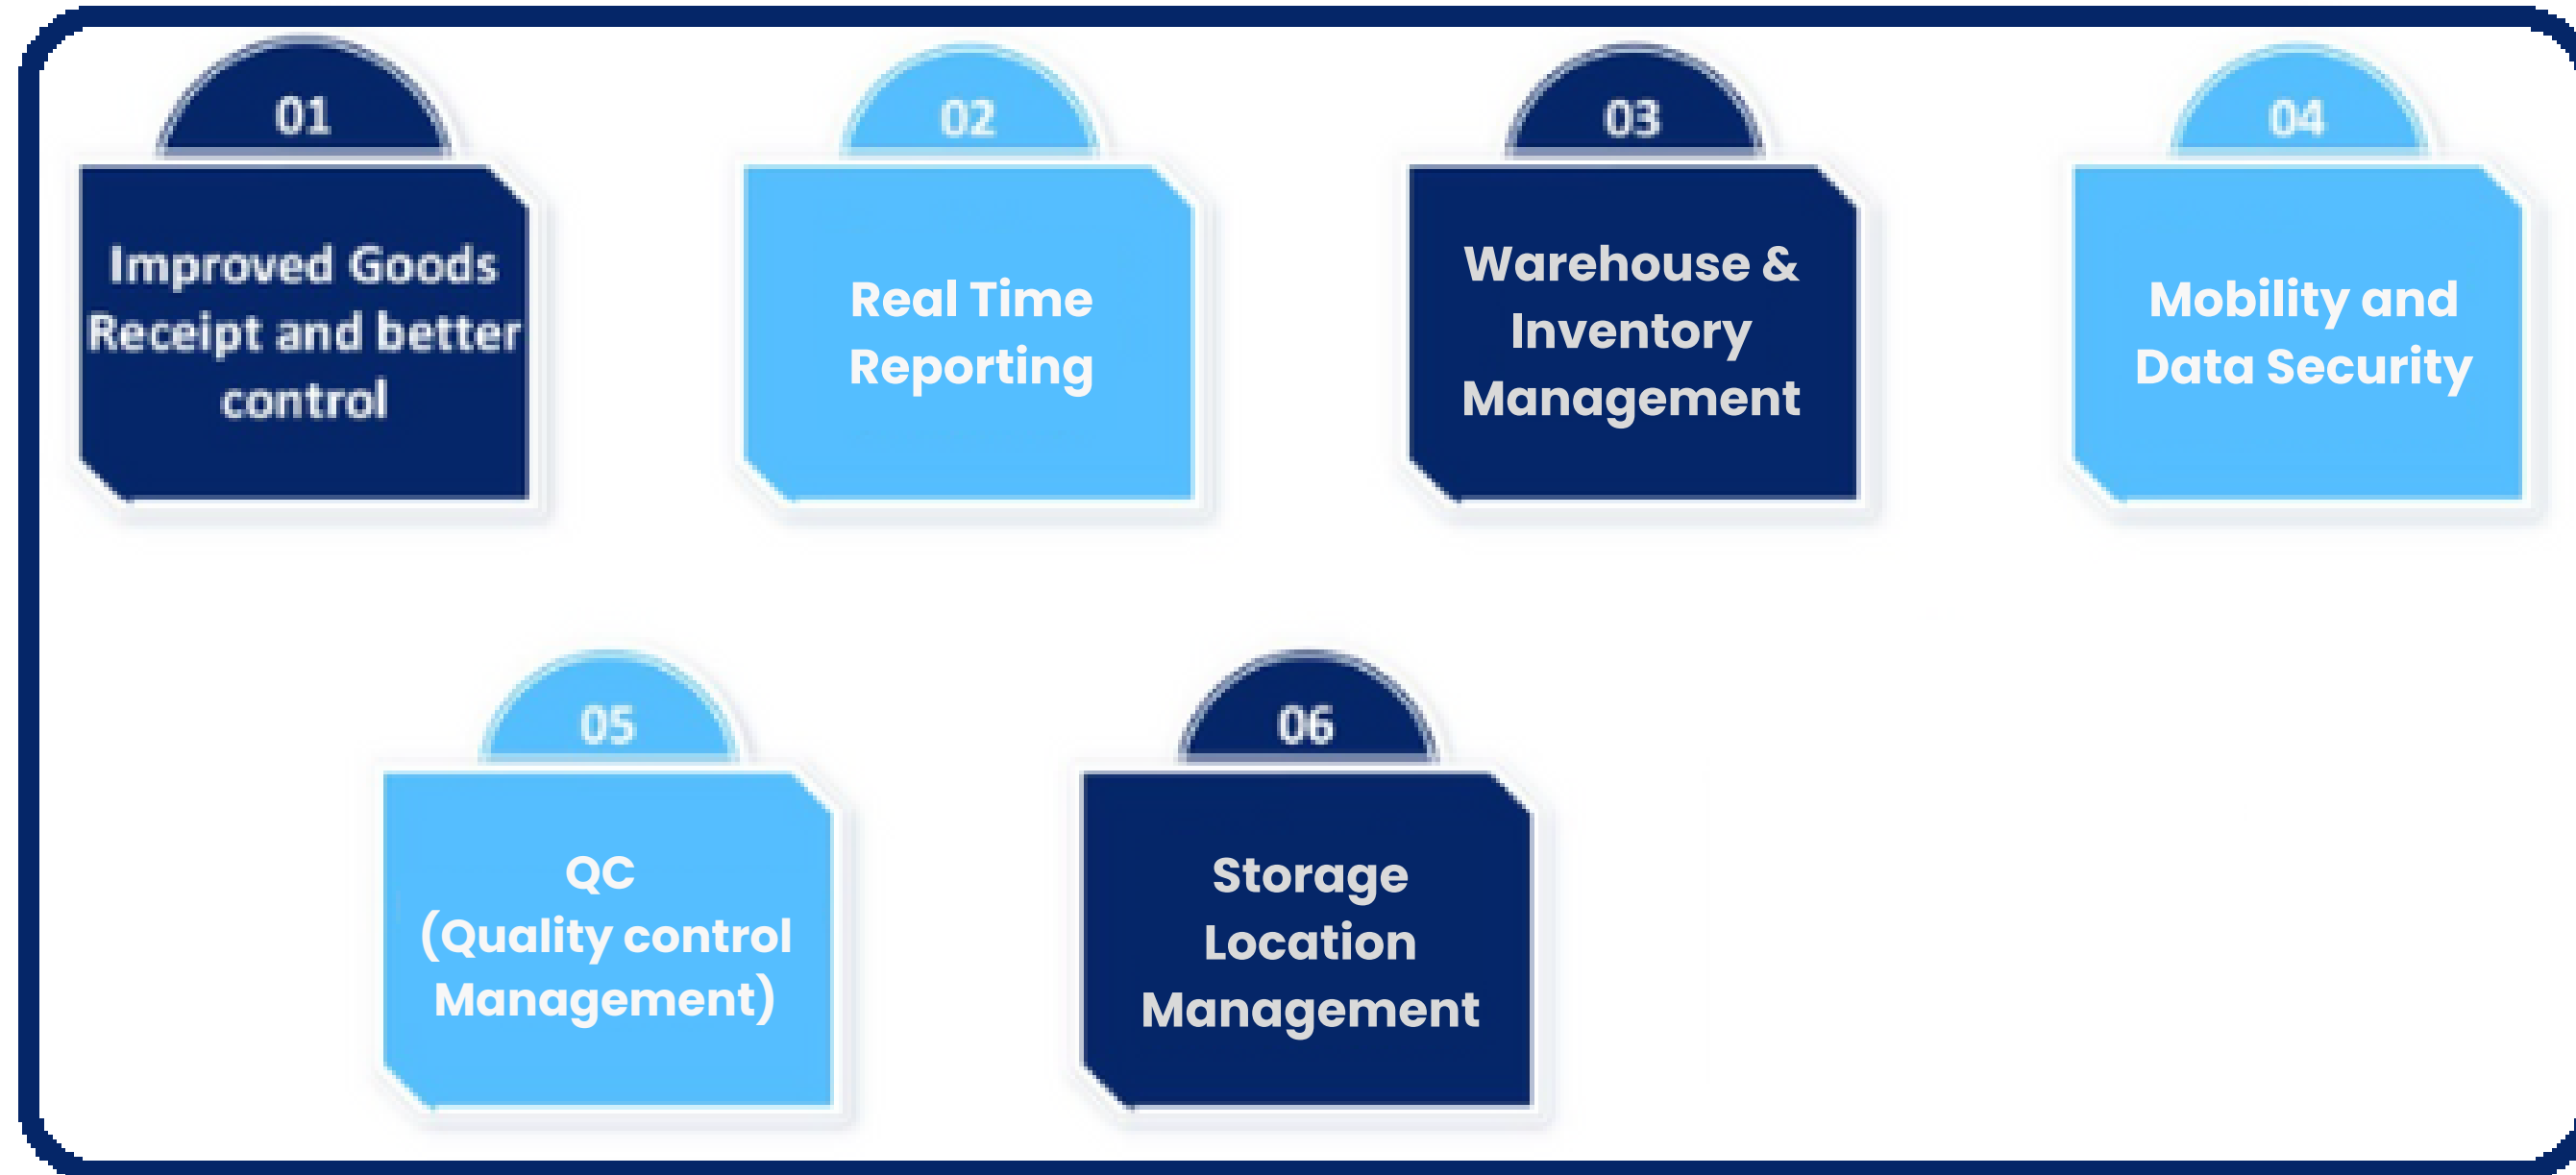 01
Improved Goods
Receipt and better
control
02
Real Time
Reporting
03
Warehouse &
Inventory
Management
04
Mobility and
Data Security
05
QC
(Quality control
Management)
06
Storage
Location
Management